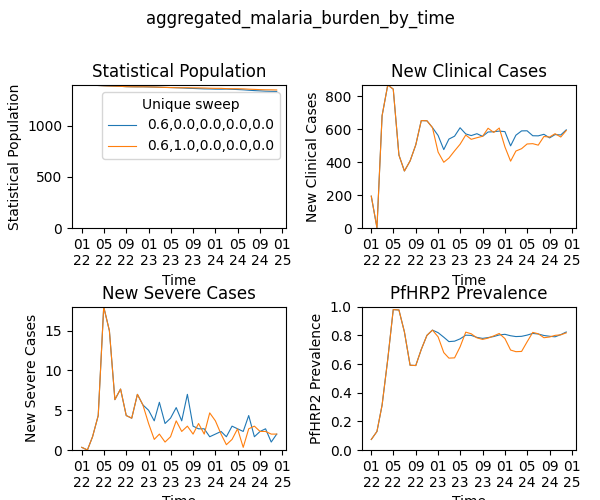 aggregated_malaria_burden_by_time
Statistical Population
Statistical Population
1000
500
0
Unique sweep
0.6,0.0,0.0,0.0,0.0
0.6,1.0,0.0,0.0,0.0
01 05 09 01 05 09 01 05 09 01
22 22 22 23 23 23 24 24 24 25
Time
New Clinical Cases
New Clinical Cases
800
600
400
200
0
01 05 09 01 05 09 01 05 09 01
22 22 22 23 23 23 24 24 24 25
Time
New Severe Cases
New Severe Cases
15
10
5
0
01 05 09 01 05 09 01 05 09 01
22 22 22 23 23 23 24 24 24 25
Time
PfHRP2 Prevalence
PfHRP2 Prevalence
1.0
0.8
0.6
0.4
0.2
0.0
01 05 09 01 05 09 01 05 09 01
22 22 22 23 23 23 24 24 24 25
Time